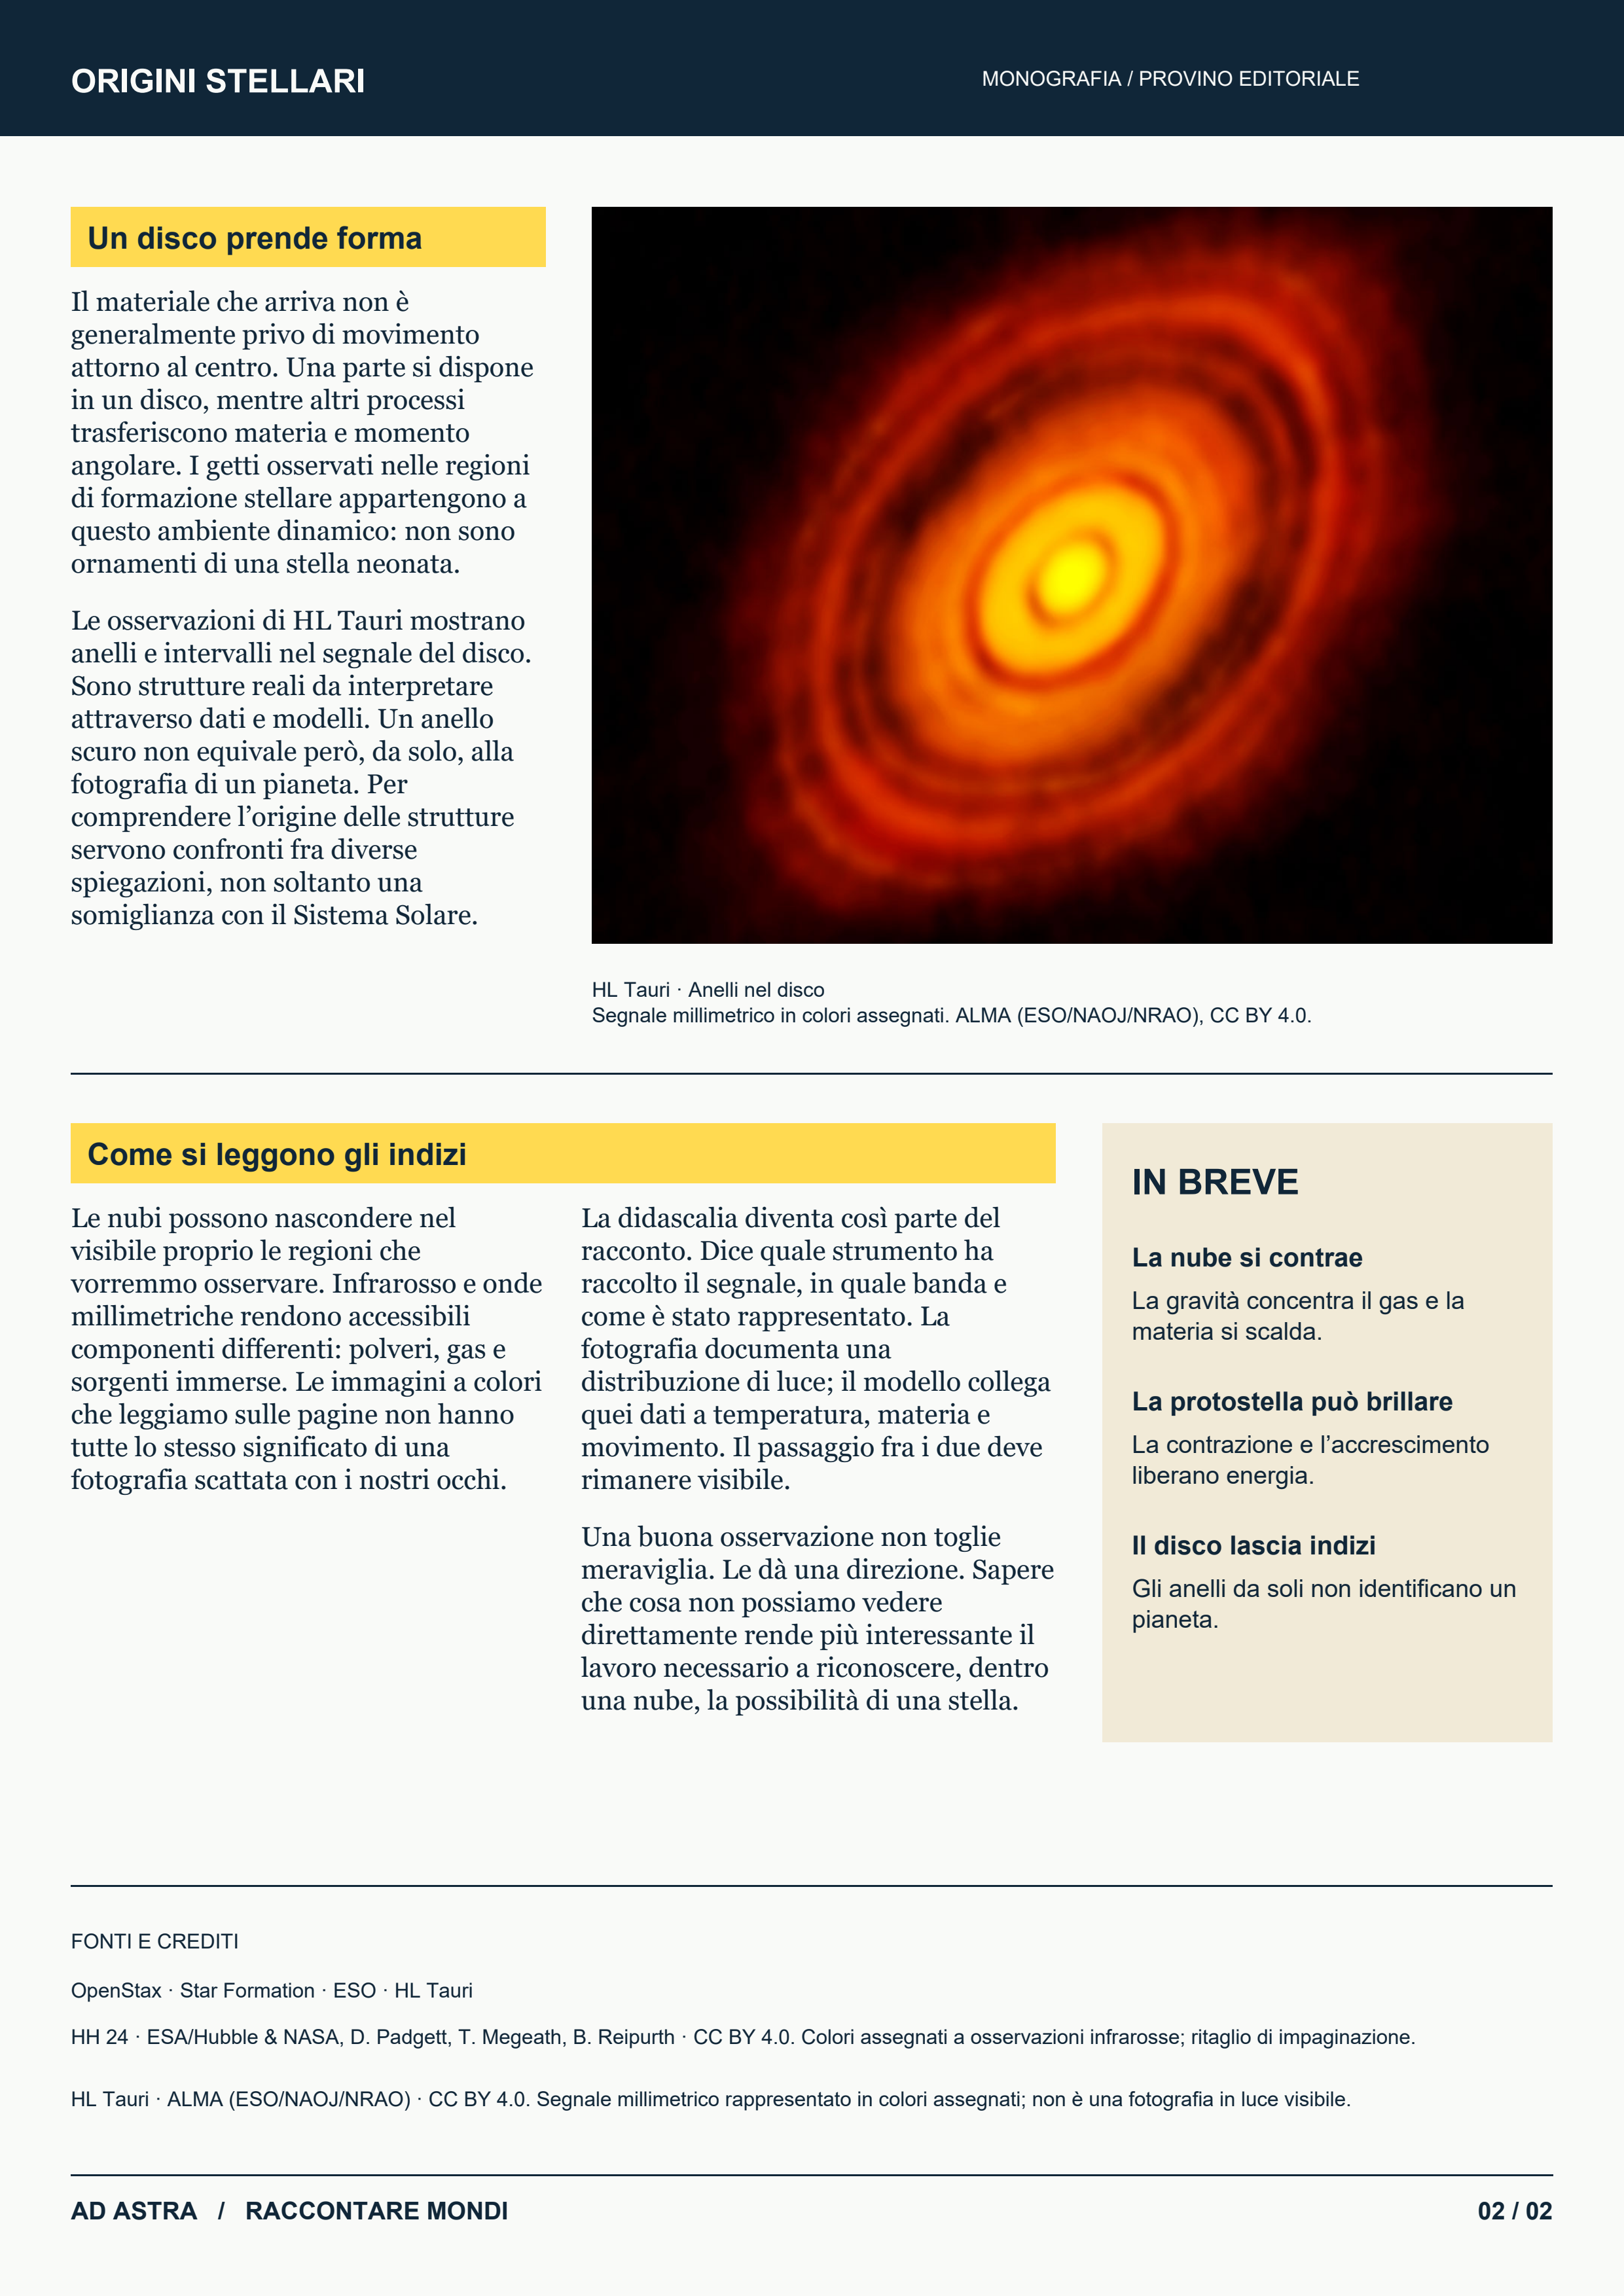 ORIGINI STELLARI
MONOGRAFIA / PROVINO EDITORIALE
Un disco prende forma
Il materiale che arriva non è
generalmente privo di movimento
attorno al centro. Una parte si dispone
in un disco, mentre altri processi
trasferiscono materia e momento
angolare. I getti osservati nelle regioni
di formazione stellare appartengono a
questo ambiente dinamico: non sono
ornamenti di una stella neonata.
Le osservazioni di HL Tauri mostrano
anelli e intervalli nel segnale del disco.
Sono strutture reali da interpretare
attraverso dati e modelli. Un anello
scuro non equivale però, da solo, alla
fotografia di un pianeta. Per
comprendere l’origine delle strutture
servono confronti fra diverse
spiegazioni, non soltanto una
somiglianza con il Sistema Solare.
HL Tauri · Anelli nel disco
Segnale millimetrico in colori assegnati. ALMA (ESO/NAOJ/NRAO), CC BY 4.0.
Come si leggono gli indizi
Le nubi possono nascondere nel
visibile proprio le regioni che
vorremmo osservare. Infrarosso e onde
millimetriche rendono accessibili
componenti differenti: polveri, gas e
sorgenti immerse. Le immagini a colori
che leggiamo sulle pagine non hanno
tutte lo stesso significato di una
fotografia scattata con i nostri occhi.
La didascalia diventa così parte del
racconto. Dice quale strumento ha
raccolto il segnale, in quale banda e
come è stato rappresentato. La
fotografia documenta una
distribuzione di luce; il modello collega
quei dati a temperatura, materia e
movimento. Il passaggio fra i due deve
rimanere visibile.
Una buona osservazione non toglie
meraviglia. Le dà una direzione. Sapere
che cosa non possiamo vedere
direttamente rende più interessante il
lavoro necessario a riconoscere, dentro
una nube, la possibilità di una stella.
IN BREVE
La nube si contrae
La gravità concentra il gas e la
materia si scalda.
La protostella può brillare
La contrazione e l’accrescimento
liberano energia.
Il disco lascia indizi
Gli anelli da soli non identificano un
pianeta.
FONTI E CREDITI
OpenStax · Star Formation · ESO · HL Tauri
HH 24 · ESA/Hubble & NASA, D. Padgett, T. Megeath, B. Reipurth · CC BY 4.0. Colori assegnati a osservazioni infrarosse; ritaglio di impaginazione.
HL Tauri · ALMA (ESO/NAOJ/NRAO) · CC BY 4.0. Segnale millimetrico rappresentato in colori assegnati; non è una fotografia in luce visibile.
AD ASTRA / RACCONTARE MONDI
02 / 02